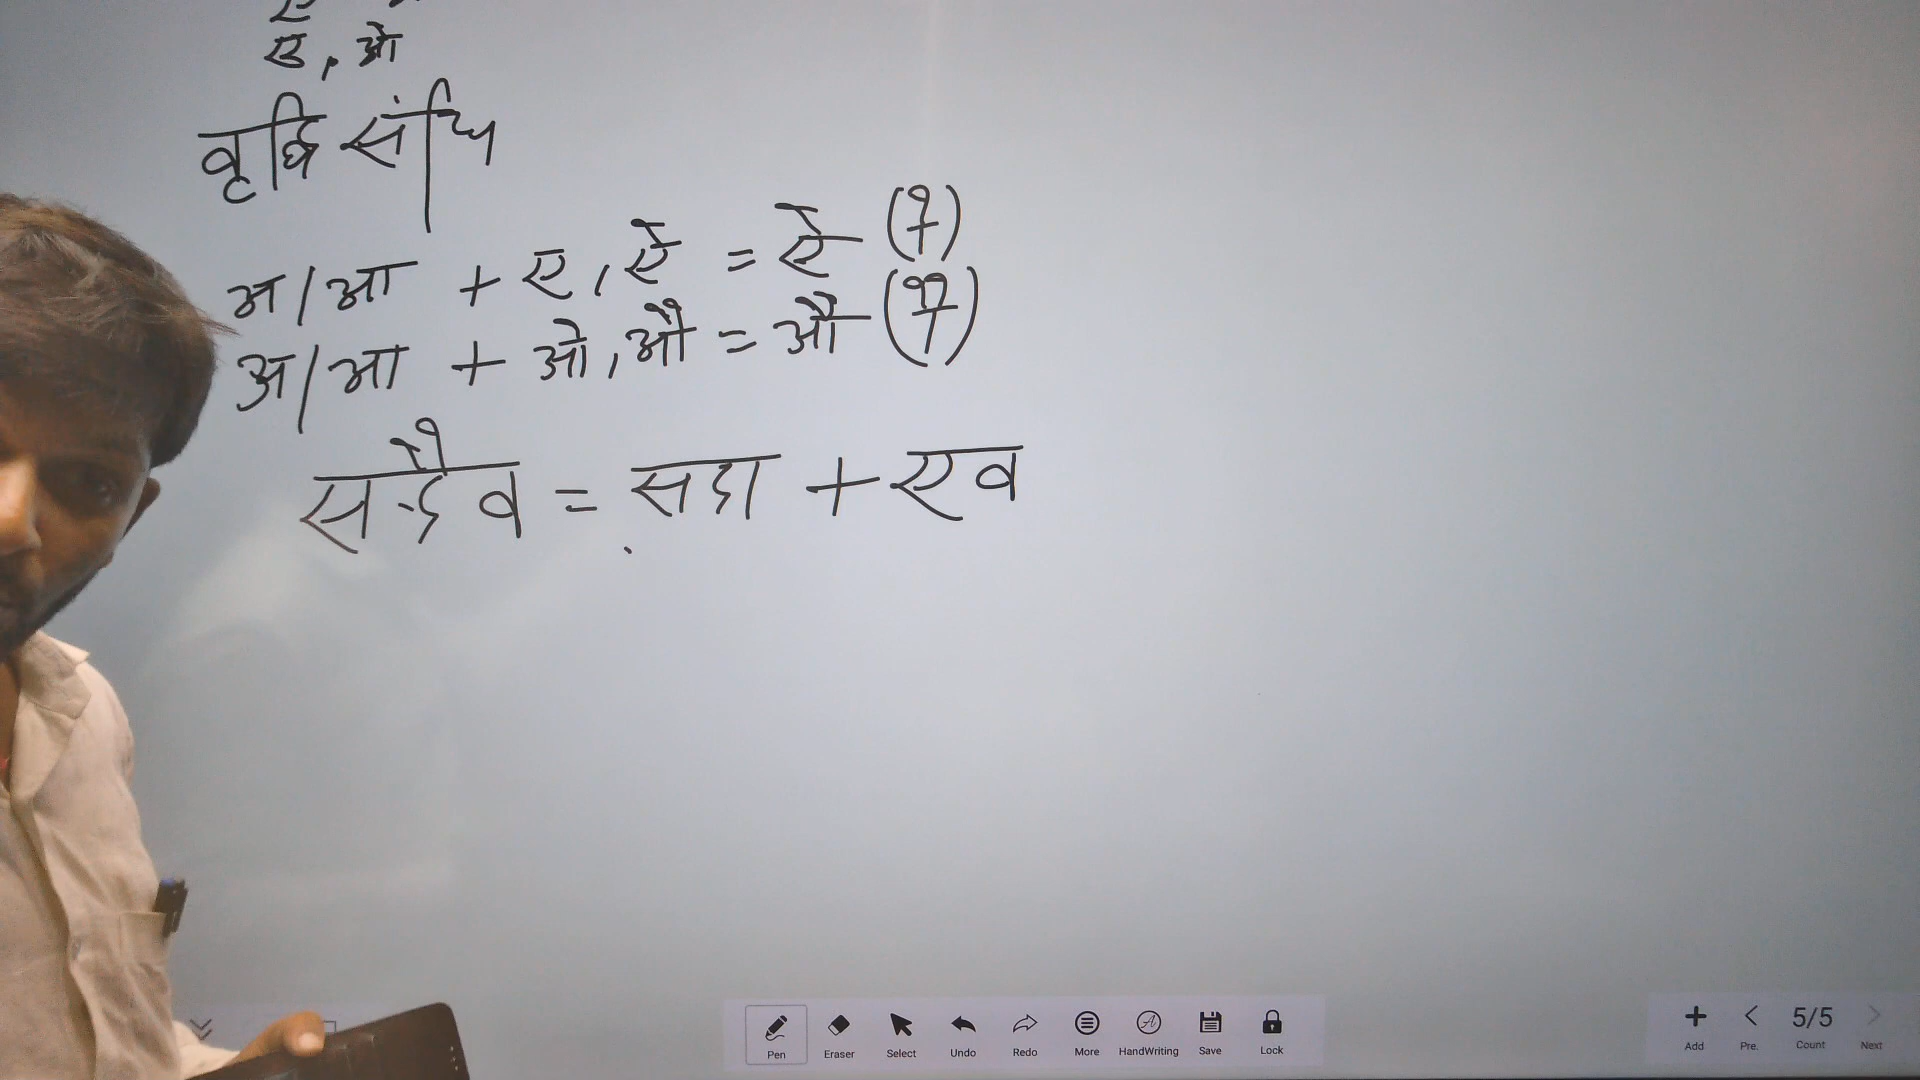 ए, ओ
वृद्धि संधि
अ/आ + ए, ऐ = ऐ (ै)
अ/आ + ओ, औ = औ (ौ)
सदैव = सदा + एव
Pen Eraser Select Undo Redo More HandWriting Save Lock
Add Pre. 5/5 Count Next